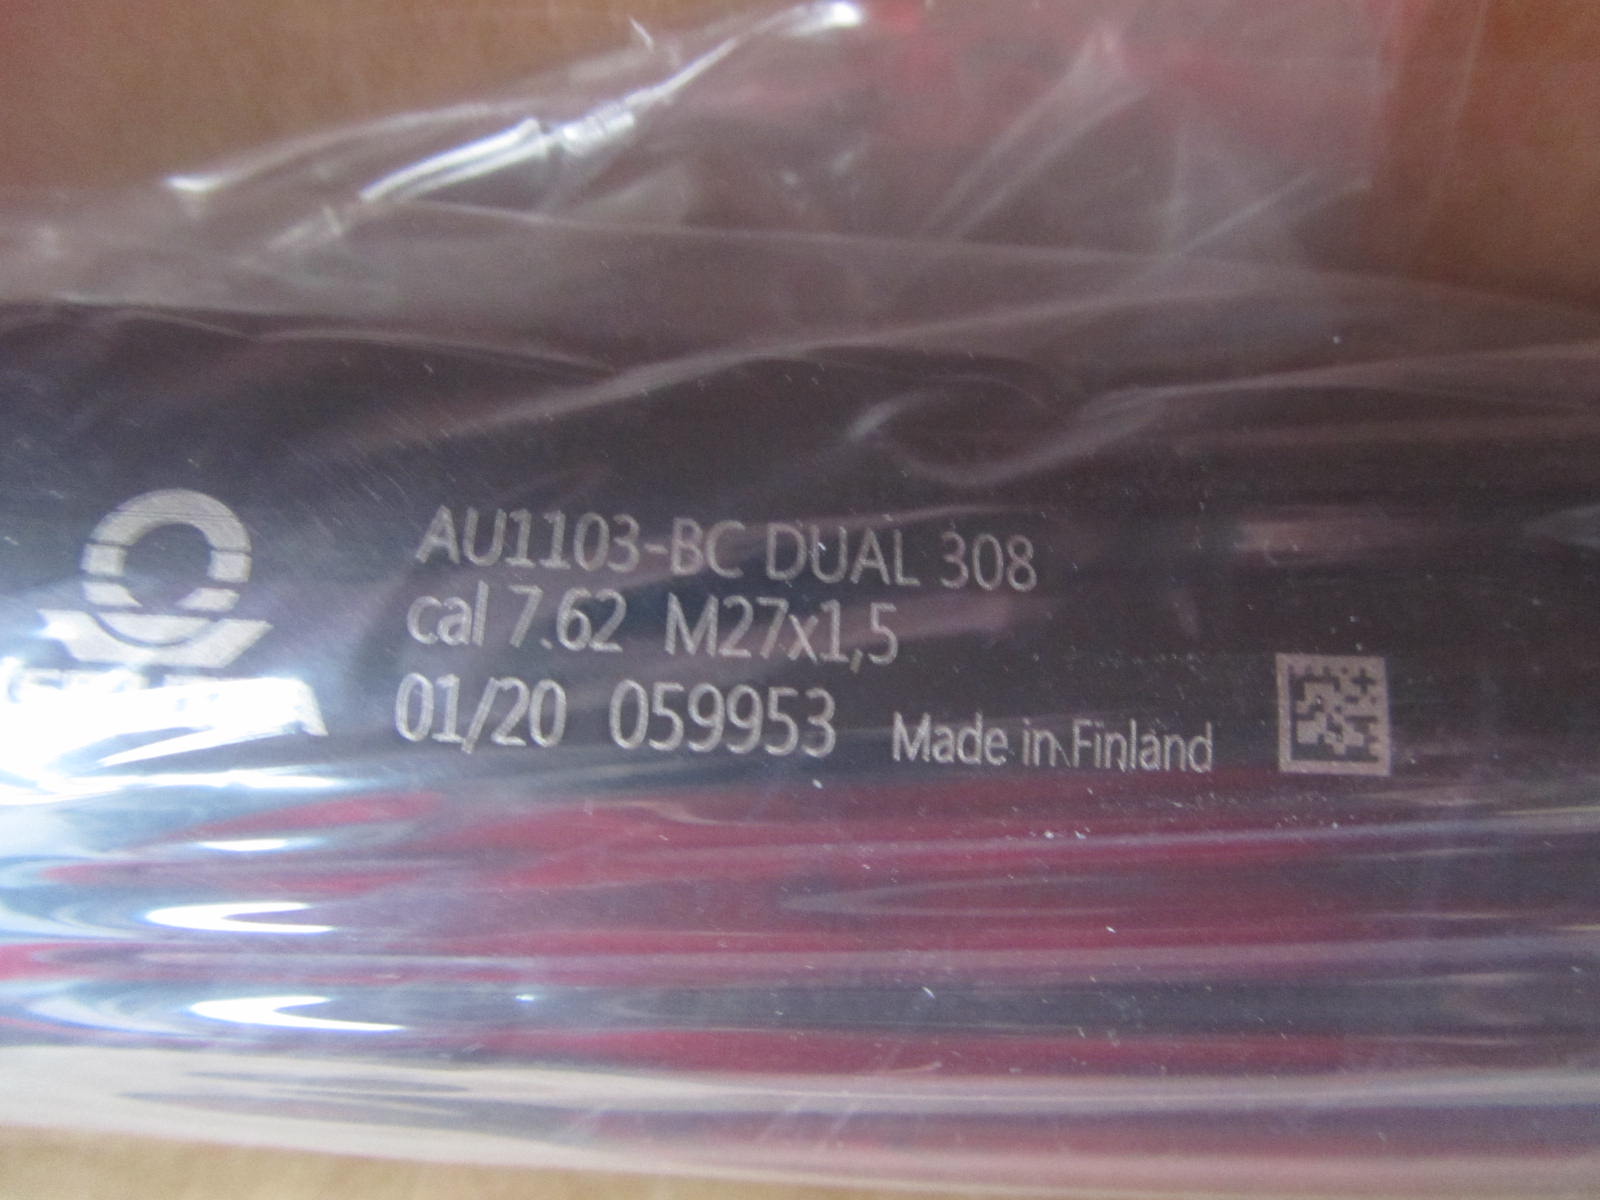 AU1103-BC DUAL 308
cal 7.62 M27x1,5
01/20 059953 Made in Finland